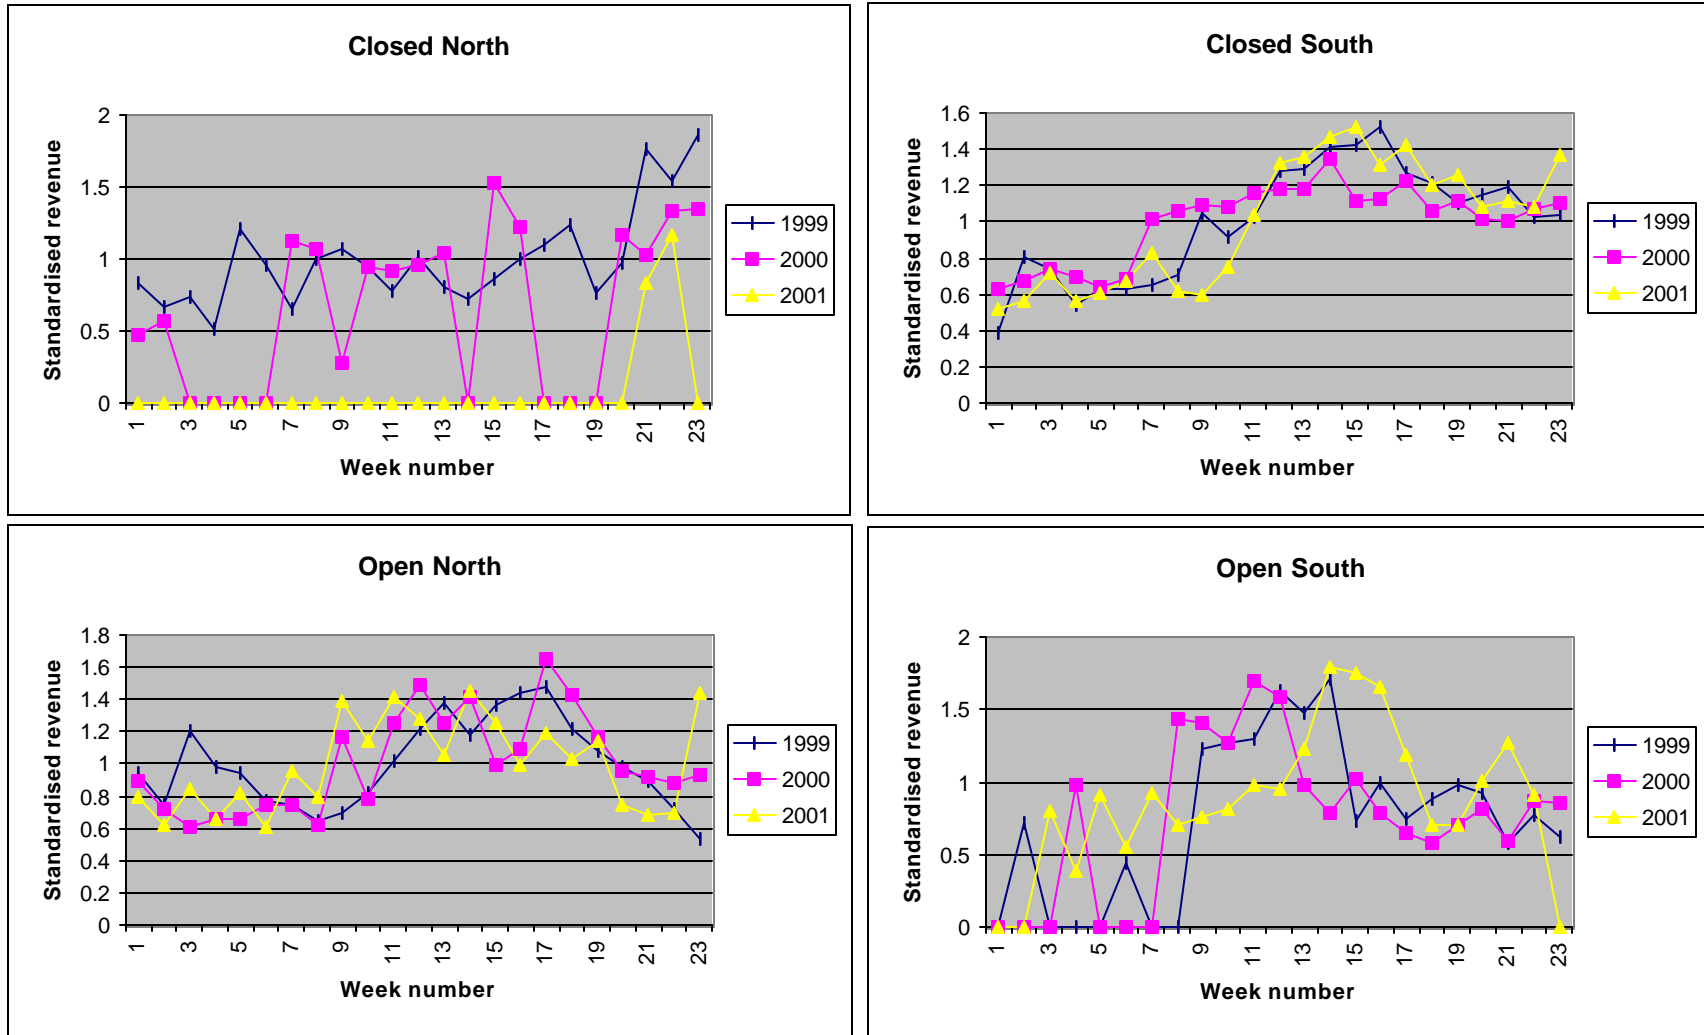 Closed North
Standardised revenue
2
1.5
1
0.5
0
1 3 5 7 9 11 13 15 17 19 21 23
Week number
1999
2000
2001
Closed South
Standardised revenue
1.6
1.4
1.2
1
0.8
0.6
0.4
0.2
0
1 3 5 7 9 11 13 15 17 19 21 23
Week number
1999
2000
2001
Open North
Standardised revenue
1.8
1.6
1.4
1.2
1
0.8
0.6
0.4
0.2
0
1 3 5 7 9 11 13 15 17 19 21 23
Week number
1999
2000
2001
Open South
Standardised revenue
2
1.5
1
0.5
0
1 3 5 7 9 11 13 15 17 19 21 23
Week number
1999
2000
2001